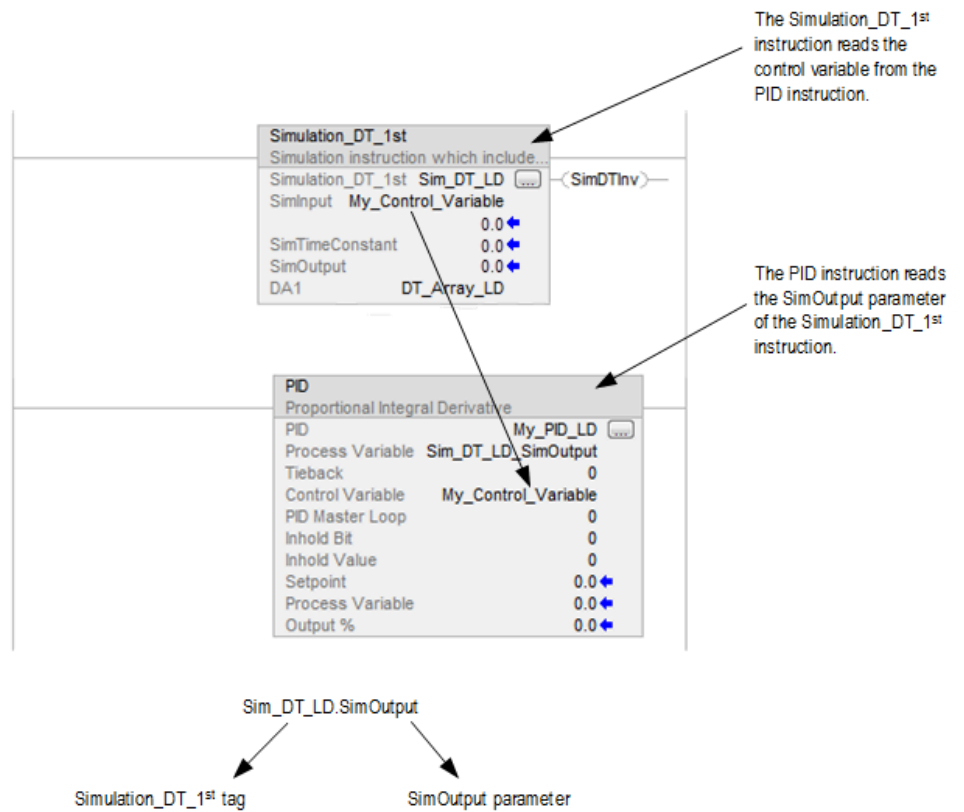 The Simulation_DT_1st
instruction reads the
control variable from the
PID instruction.
Simulation_DT_1st
Simulation instruction which include...
Simulation_DT_1st Sim_DT_LD ...
SimDTInv
SimInput My_Control_Variable
0.0
SimTimeConstant 0.0
SimOutput 0.0
DA1 DT_Array_LD
The PID instruction reads
the SimOutput parameter
of the Simulation_DT_1st
instruction.
PID
Proportional Integral Derivative
PID My_PID_LD ...
Process Variable Sim_DT_LD_SimOutput
Tieback 0
Control Variable My_Control_Variable
PID Master Loop 0
Inhold Bit 0
Inhold Value 0
Setpoint 0.0
Process Variable 0.0
Output % 0.0
Sim_DT_LD.SimOutput
Simulation_DT_1st tag
SimOutput parameter